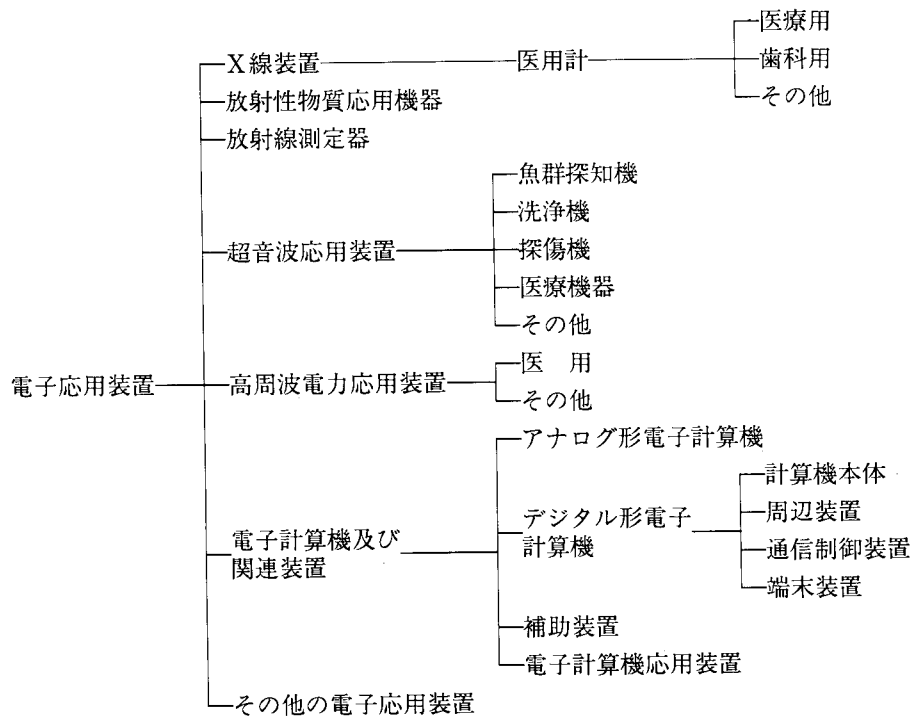 電子応用装置
X線装置
医用計
医療用
歯科用
その他
放射性物質応用機器
放射線測定器
超音波応用装置
魚群探知機
洗浄機
探傷機
医療機器
その他
高周波電力応用装置
医　用
その他
電子計算機及び
関連装置
アナログ形電子計算機
デジタル形電子
計算機
計算機本体
周辺装置
通信制御装置
端末装置
補助装置
電子計算機応用装置
その他の電子応用装置